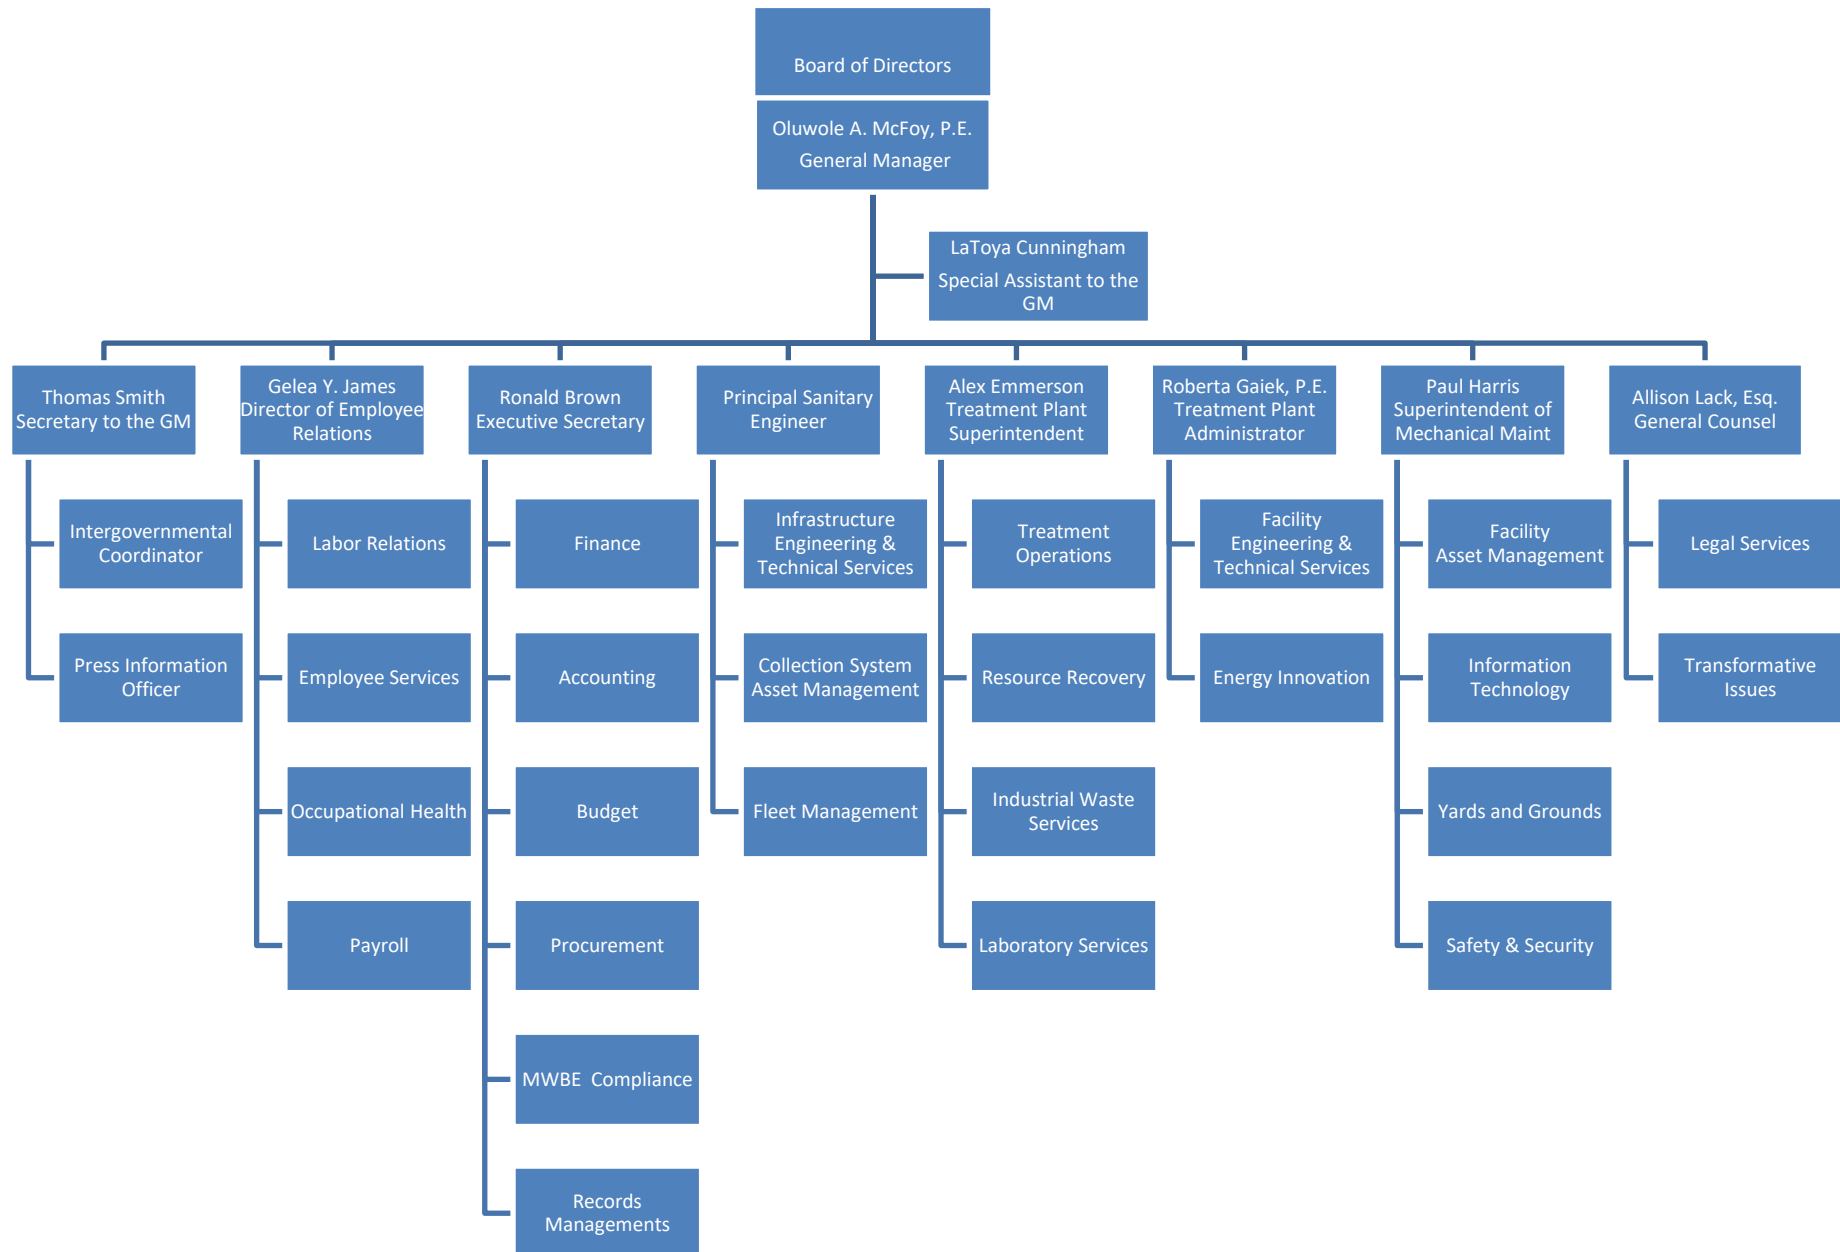 Board of Directors
Oluwole A. McFoy, P.E.
General Manager
LaToya Cunningham
Special Assistant to the
GM
Thomas Smith
Secretary to the GM
Gelea Y. James
Director of Employee
Relations
Ronald Brown
Executive Secretary
Principal Sanitary
Engineer
Alex Emmerson
Treatment Plant
Superintendent
Roberta Gaiek, P.E.
Treatment Plant
Administrator
Paul Harris
Superintendent of
Mechanical Maint
Allison Lack, Esq.
General Counsel
Intergovernmental
Coordinator
Labor Relations
Finance
Infrastructure
Engineering &
Technical Services
Treatment
Operations
Facility
Engineering &
Technical Services
Facility
Asset Management
Legal Services
Press Information
Officer
Employee Services
Accounting
Collection System
Asset Management
Resource Recovery
Energy Innovation
Information
Technology
Transformative
Issues
Occupational Health
Budget
Fleet Management
Industrial Waste
Services
Yards and Grounds
Payroll
Procurement
Laboratory Services
Safety & Security
MWBE  Compliance
Records
Managements